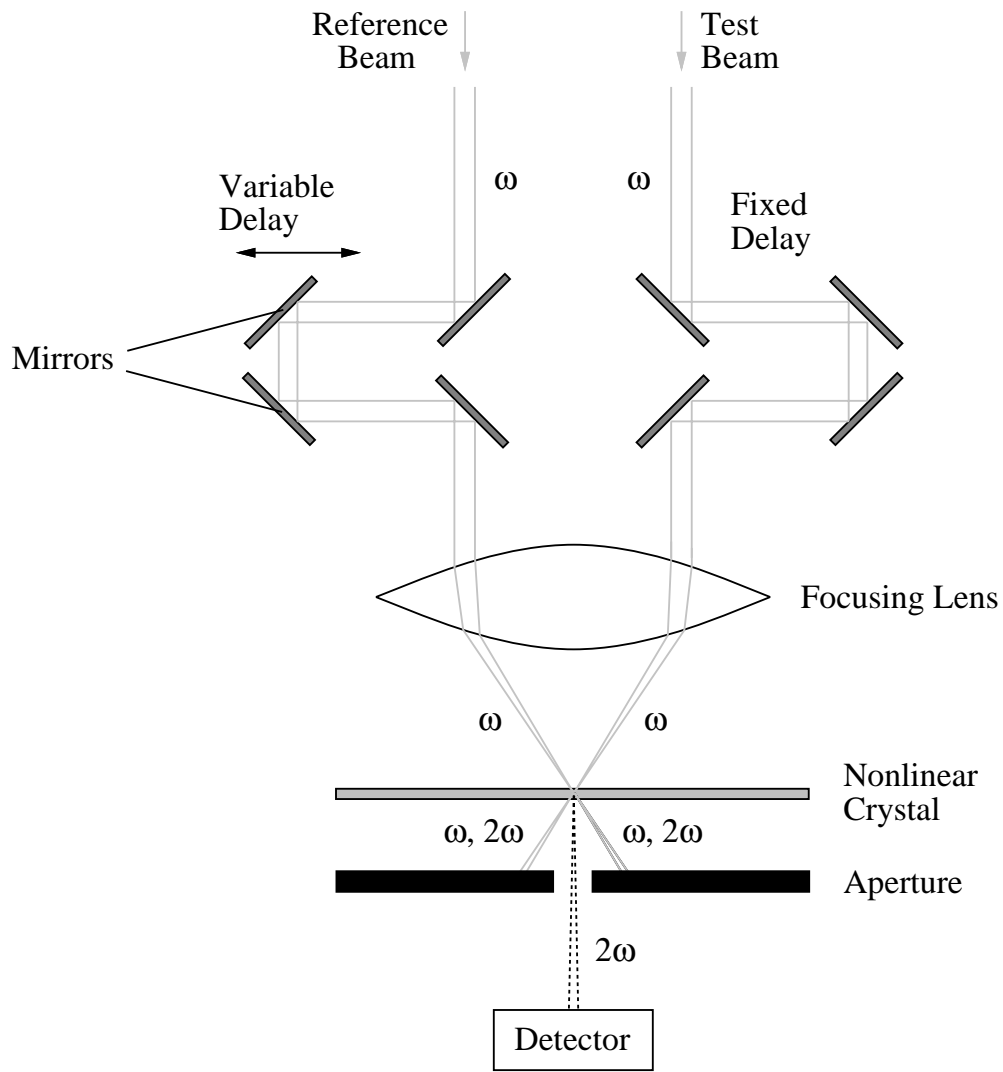 Reference
Beam
Test
Beam
ω
ω
Variable
Delay
Fixed
Delay
Mirrors
Focusing Lens
ω
ω
Nonlinear
Crystal
ω, 2ω
ω, 2ω
Aperture
2ω
Detector